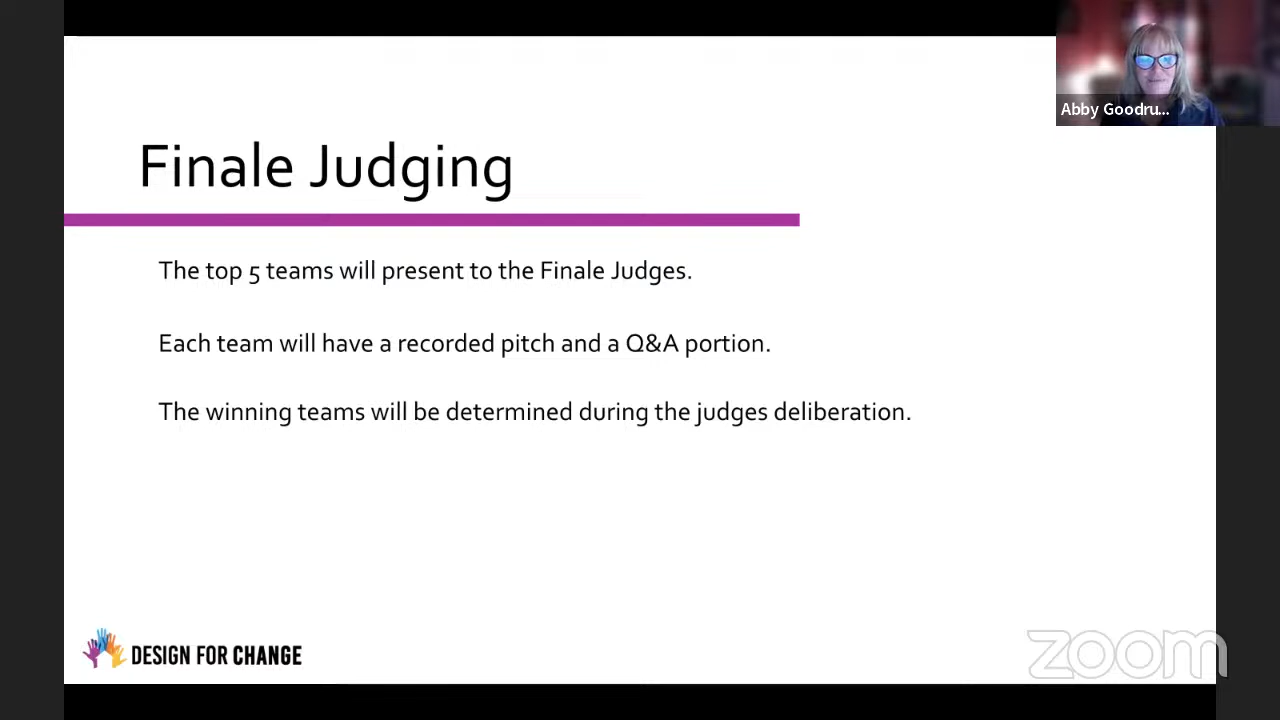 Abby Goodru...
Finale Judging
The top 5 teams will present to the Finale Judges.
Each team will have a recorded pitch and a Q&A portion.
The winning teams will be determined during the judges deliberation.
DESIGN FOR CHANGE
zoom